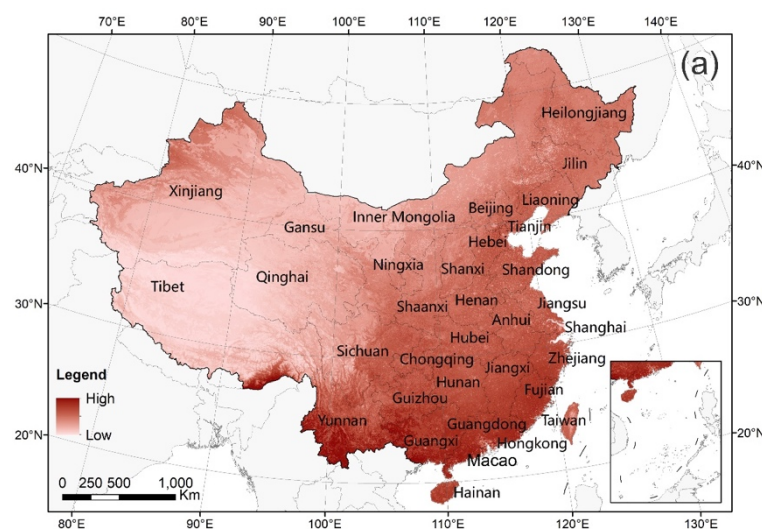 70°E 80°E 90°E 100°E 110°E 120°E 130°E 140°E
(a)
Heilongjiang
40°N
Jilin
40°N
Xinjiang
Liaoning
Beijing
Inner Mongolia
Gansu
Tianjin
Hebei
Ningxia
Shanxi
Shandong
Qinghai
Tibet
30°N
Henan
Jiangsu
30°N
Shaanxi
Anhui
Shanghai
Hubei
Sichuan
Chongqing
Zhejiang
Jiangxi
Legend
Hunan
High
Guizhou
Fujian
Low
Yunnan
Guangdong
Taiwan
20°N
Guangxi
Hongkong
20°N
Macao
0 250 500 1,000
Km
Hainan
80°E 90°E 100°E 110°E 120°E 130°E